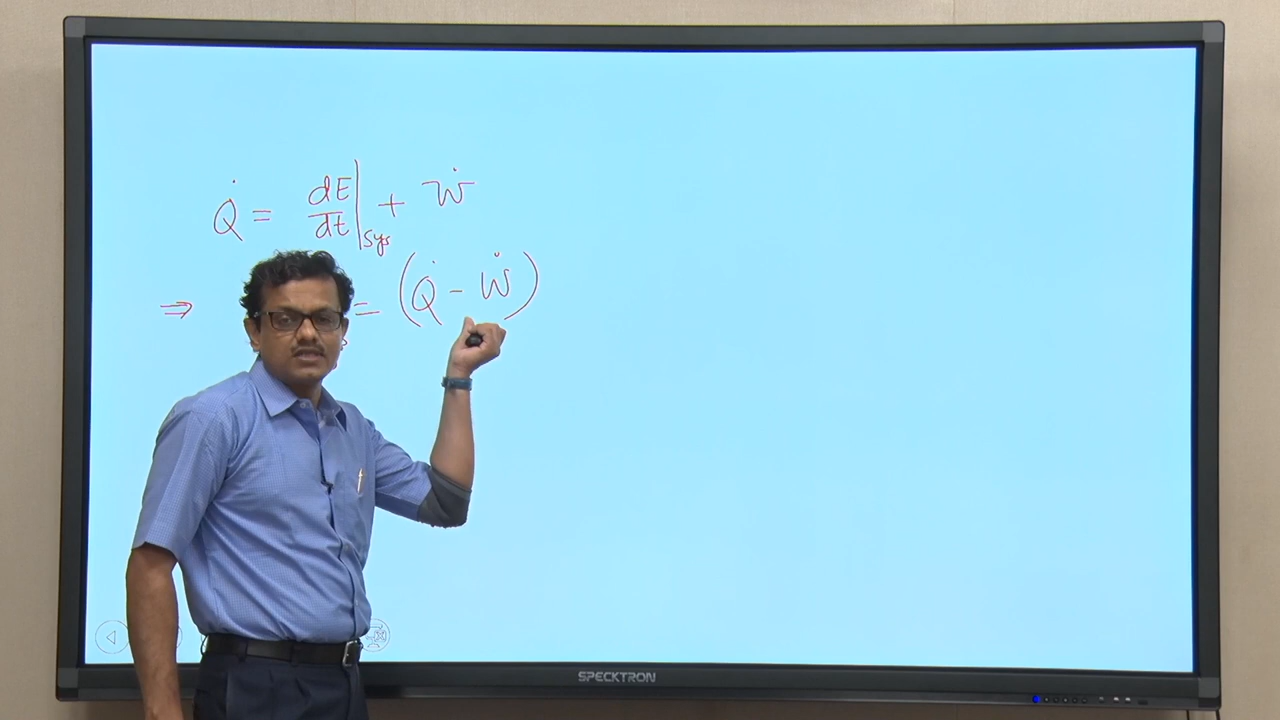 Q̇ = dE/dt|sys + Ẇ
⇒ = (Q̇ - Ẇ)
SPECKTRON